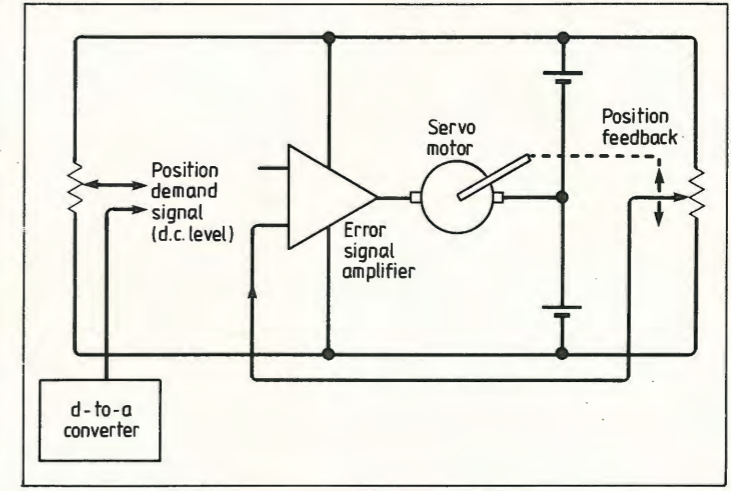 Position
demand
signal
(d.c. level)
Servo
motor
Position
feedback
Error
signal
amplifier
d-to-a
converter